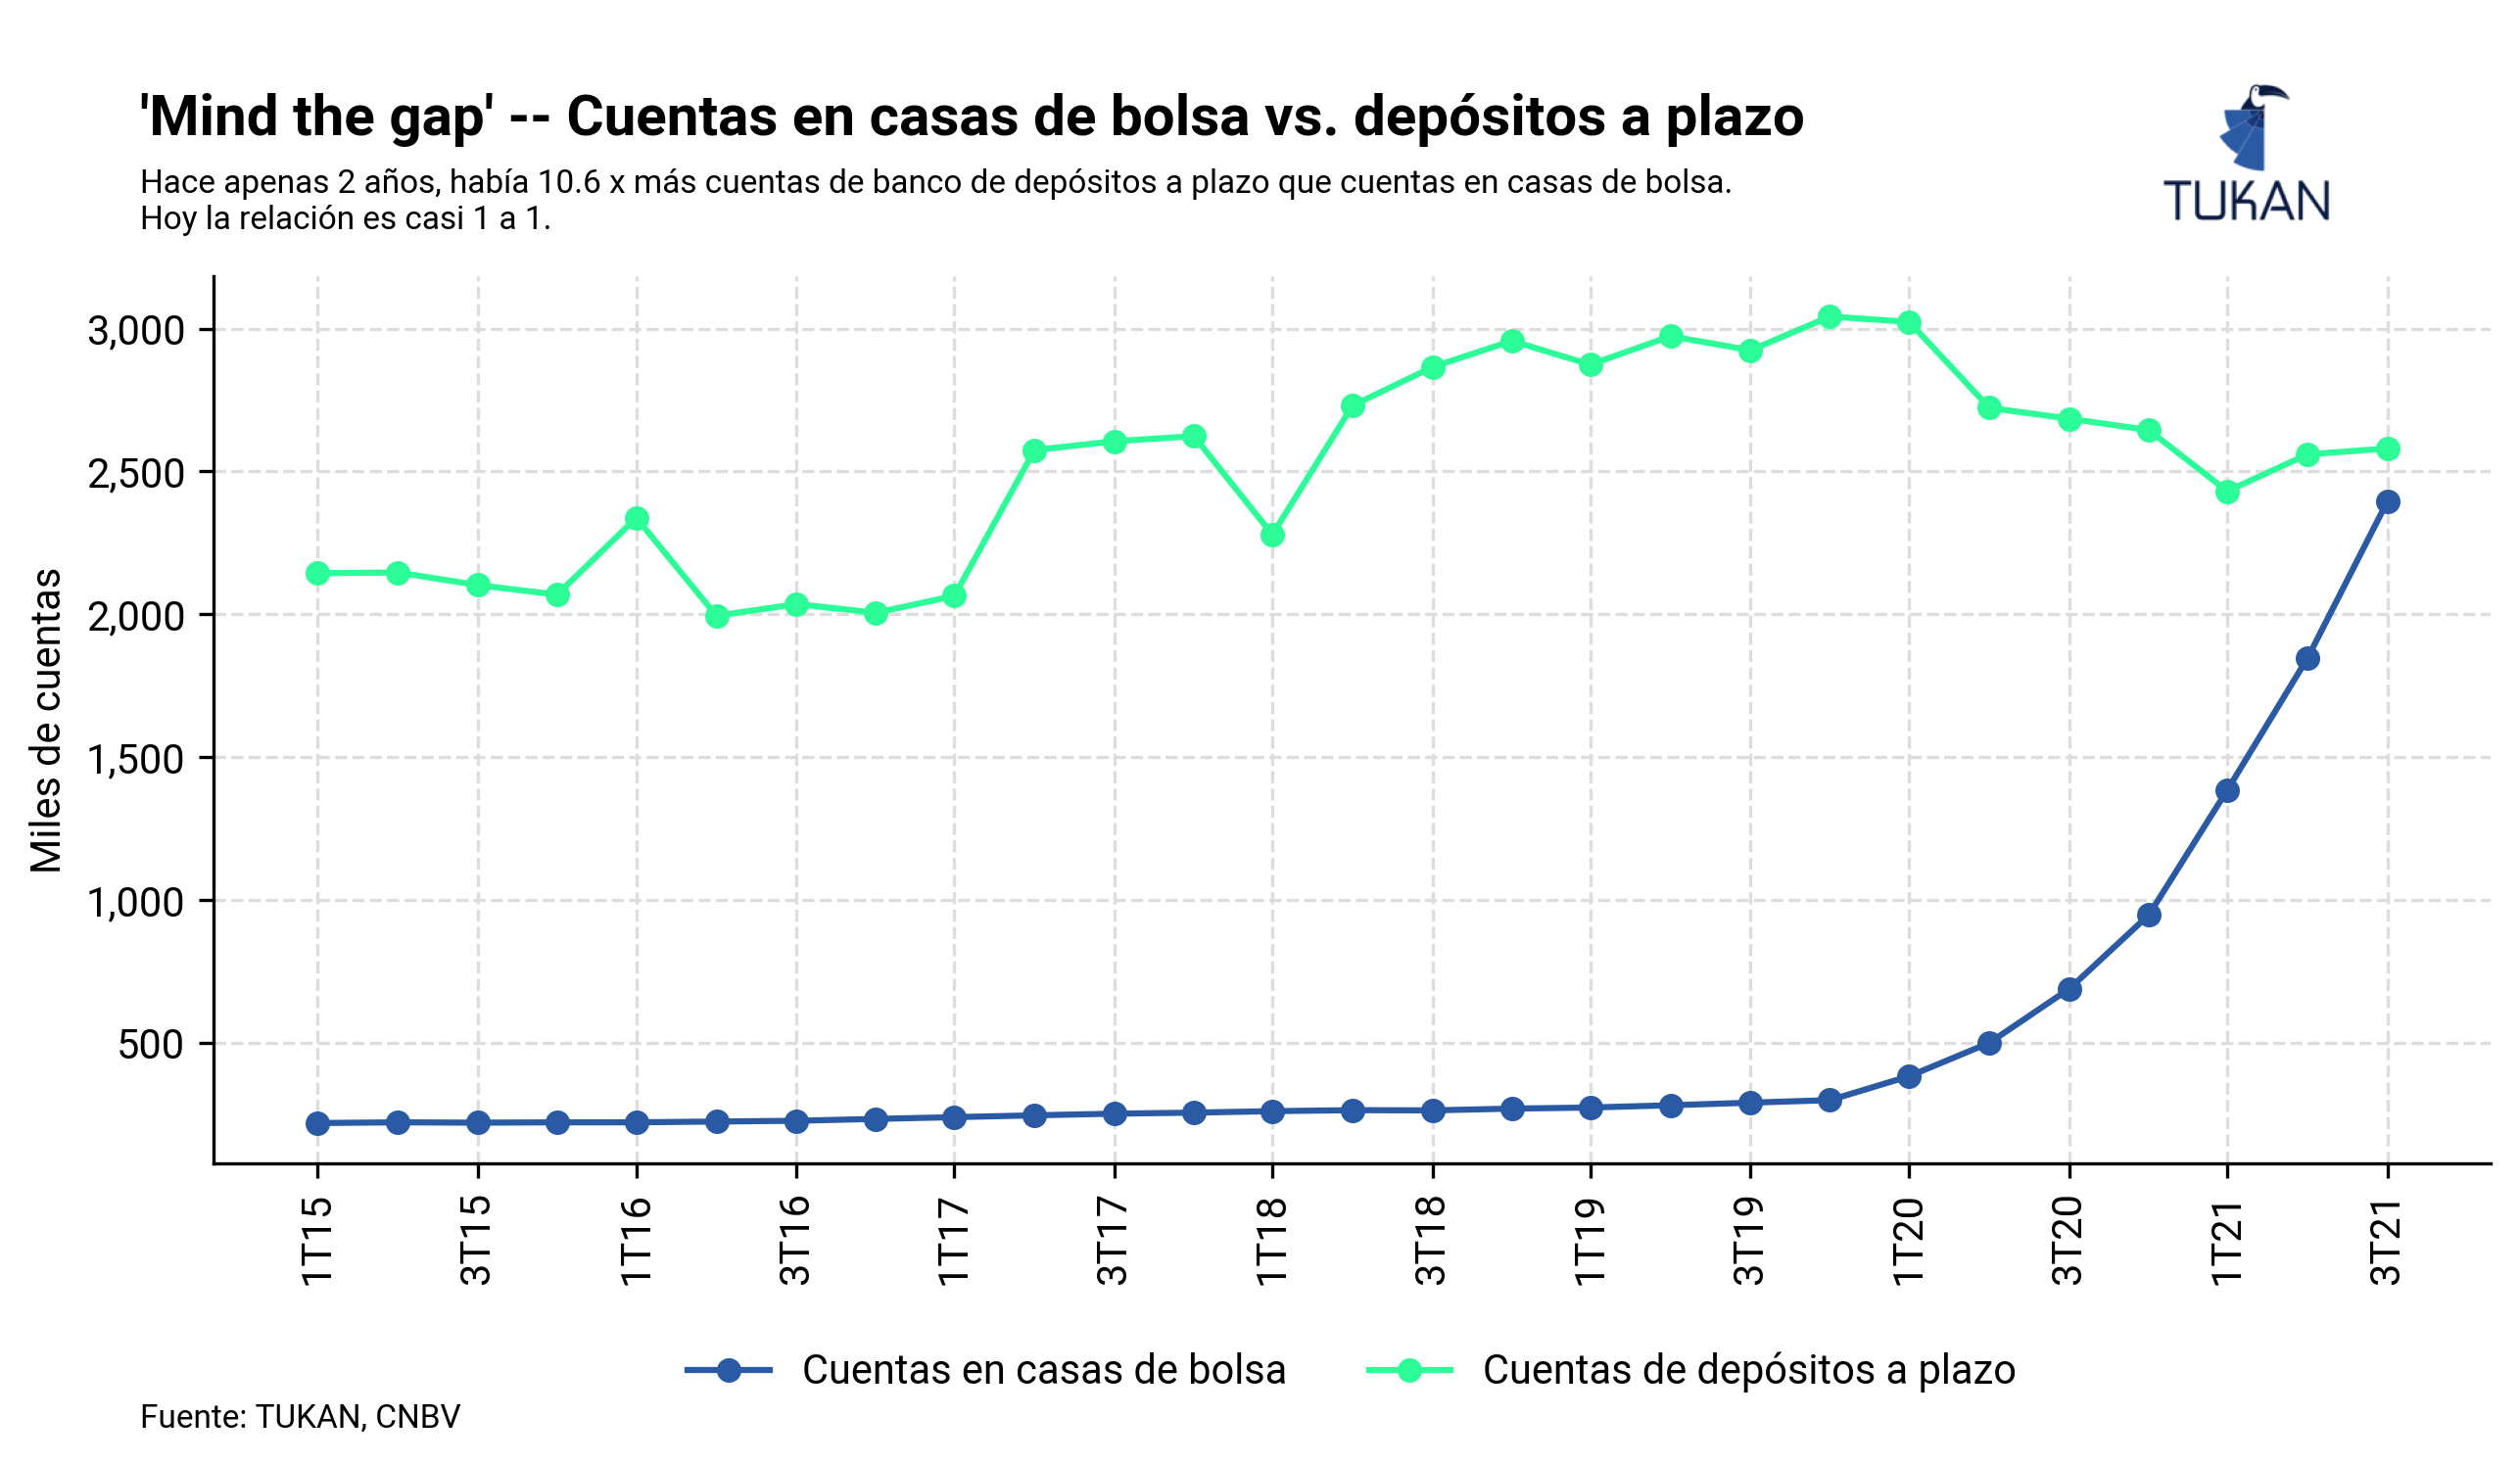 'Mind the gap' -- Cuentas en casas de bolsa vs. depósitos a plazo
Hace apenas 2 años, había 10.6 x más cuentas de banco de depósitos a plazo que cuentas en casas de bolsa.
Hoy la relación es casi 1 a 1.
TUKAN
Miles de cuentas
3,000
2,500
2,000
1,500
1,000
500
1T15
3T15
1T16
3T16
1T17
3T17
1T18
3T18
1T19
3T19
1T20
3T20
1T21
3T21
Cuentas en casas de bolsa
Cuentas de depósitos a plazo
Fuente: TUKAN, CNBV